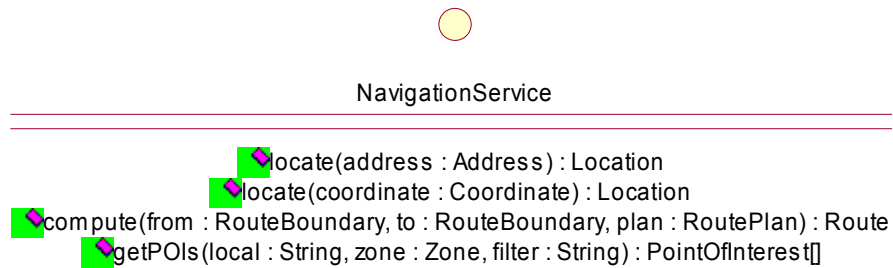 NavigationService
locate(address : Address) : Location
locate(coordinate : Coordinate) : Location
compute(from : RouteBoundary, to : RouteBoundary, plan : RoutePlan) : Route
getPOIs(local : String, zone : Zone, filter : String) : PointOfInterest[]